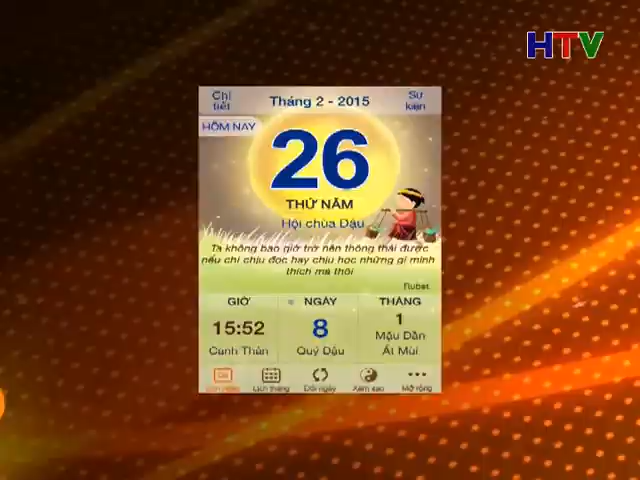 HTV
Chi tiết
Tháng 2 - 2015
Sự kiện
HÔM NAY
26
THỨ NĂM
Hội chùa Dâu
Ta không bao giờ trở nên thông thái được
nếu chỉ chịu đọc hay chịu học những gì mình
thích mà thôi
Rubet
GIỜ
NGÀY
THÁNG
15:52
8
1
Canh Thân
Quý Dậu
Mậu Dần
Ất Mùi
Lịch tháng
Đổi ngày
Xem sao
Mở rộng